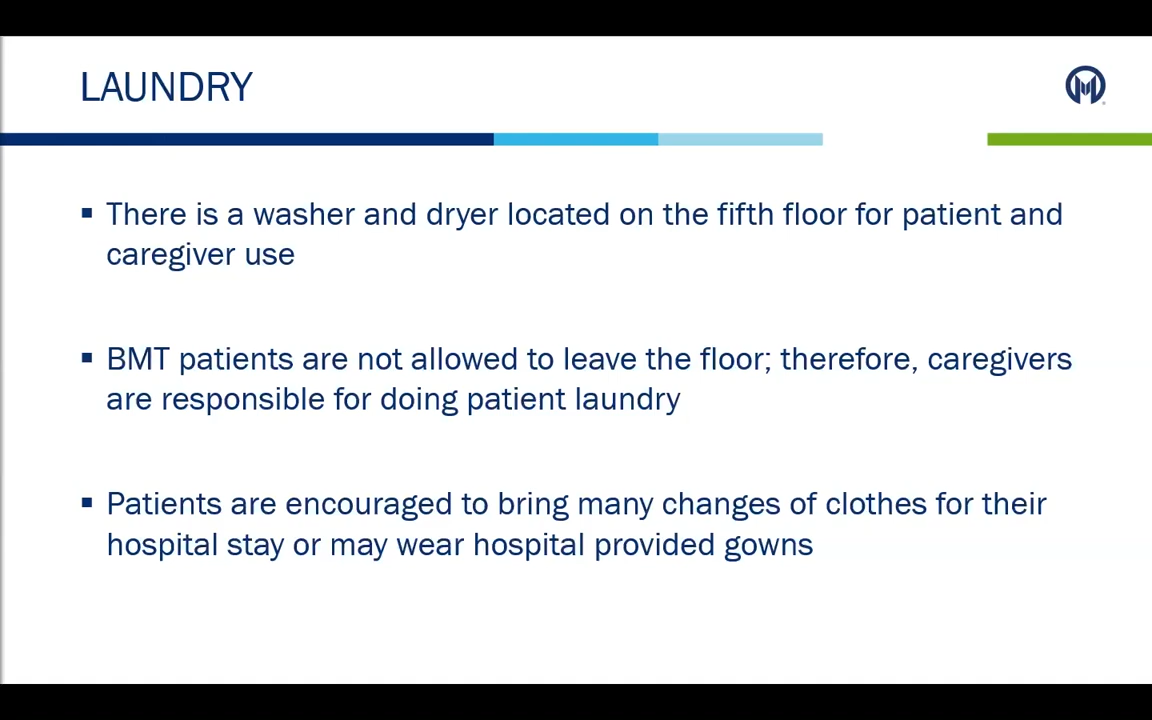 LAUNDRY
▪ There is a washer and dryer located on the fifth floor for patient and
caregiver use
▪ BMT patients are not allowed to leave the floor; therefore, caregivers
are responsible for doing patient laundry
▪ Patients are encouraged to bring many changes of clothes for their
hospital stay or may wear hospital provided gowns